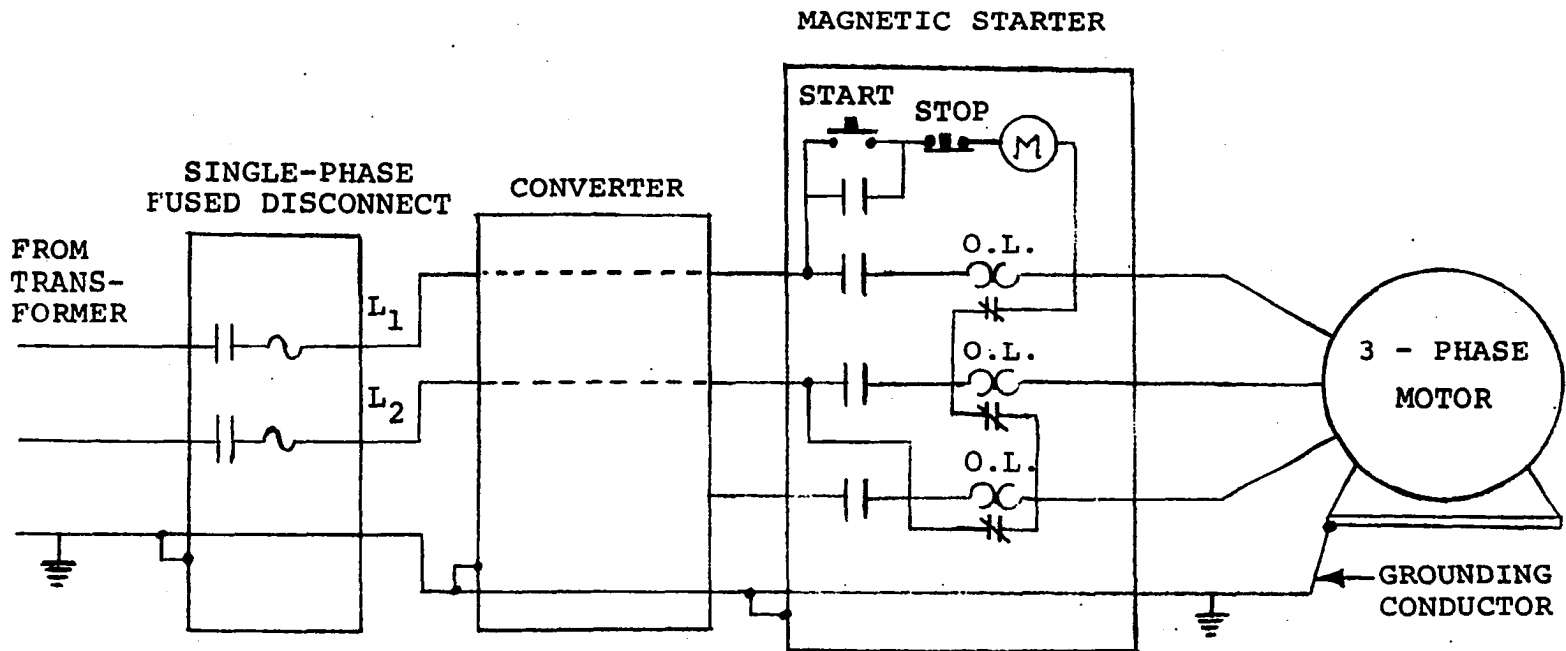 MAGNETIC STARTER
START
STOP
M
SINGLE-PHASE
FUSED DISCONNECT
CONVERTER
FROM
TRANS-
FORMER
L1
L2
O.L.
O.L.
O.L.
3 - PHASE
MOTOR
GROUNDING
CONDUCTOR